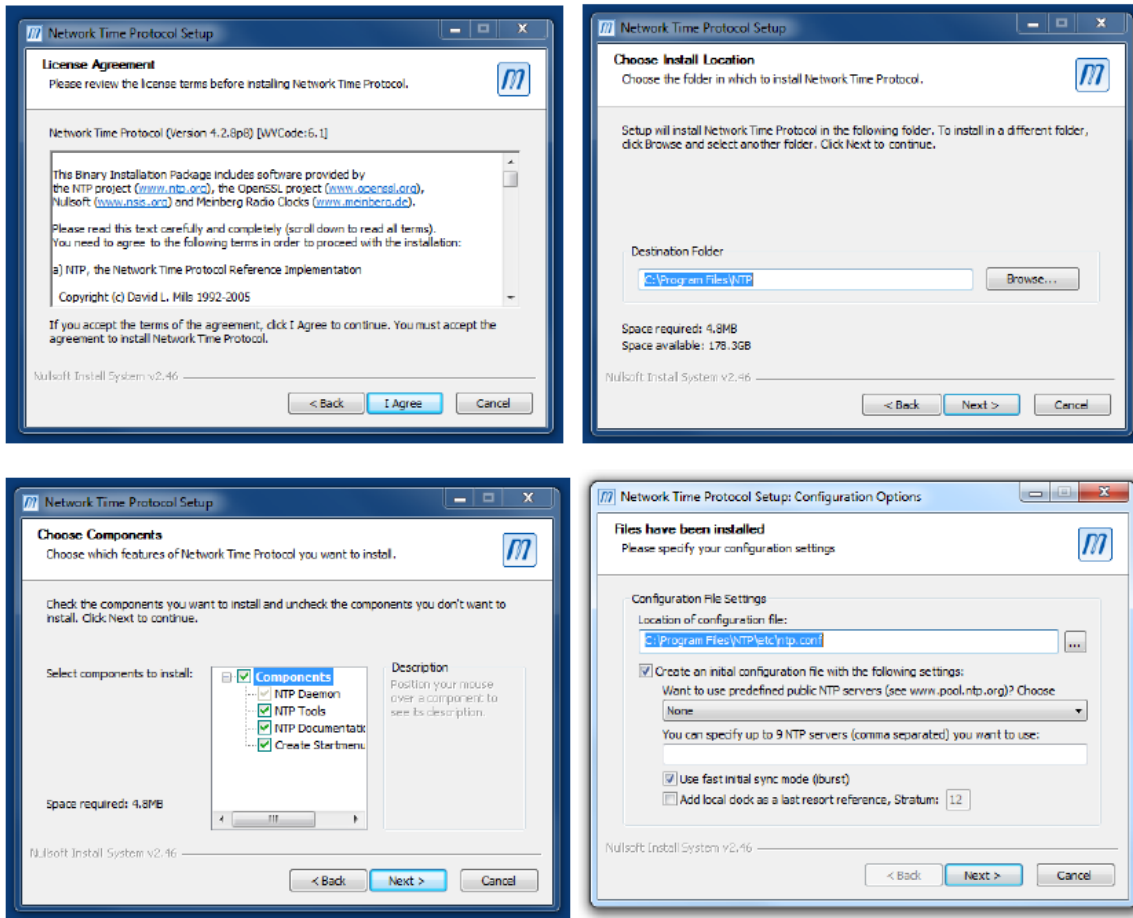 Network Time Protocol Setup
License Agreement
Please review the license terms before installing Network Time Protocol.
Network Time Protocol (Version 4.2.8p8) [WVCode:6.1]
This Binary Installation Package includes software provided by
the NTP project (www.ntp.org), the OpenSSL project (www.openssl.org),
Nullsoft (www.nsis.org) and Meinberg Radio Clocks (www.meinberg.de).
Please read this text carefully and completely (scroll down to read all terms).
You need to agree to the following terms in order to proceed with the installation:
a) NTP, the Network Time Protocol Reference Implementation
Copyright (c) David L. Mills 1992-2005
If you accept the terms of the agreement, click I Agree to continue. You must accept the
agreement to install Network Time Protocol.
Nullsoft Install System v2.46
< Back I Agree Cancel
Network Time Protocol Setup
Choose Install Location
Choose the folder in which to install Network Time Protocol.
Setup will install Network Time Protocol in the following folder. To install in a different folder,
click Browse and select another folder. Click Next to continue.
Destination Folder
C:\Program Files\NTP Browse...
Space required: 4.8MB
Space available: 178.3GB
Nullsoft Install System v2.46
< Back Next > Cancel
Network Time Protocol Setup
Choose Components
Choose which features of Network Time Protocol you want to install.
Check the components you want to install and uncheck the components you don't want to
install. Click Next to continue.
Select components to install:
Components
NTP Daemon
NTP Tools
NTP Documentatic
Create Startmenu
Description
Position your mouse
over a component to
see its description.
Space required: 4.8MB
Nullsoft Install System v2.46
< Back Next > Cancel
Network Time Protocol Setup: Configuration Options
Files have been installed
Please specify your configuration settings
Configuration File Settings
Location of configuration file:
C:\Program Files\NTP\etc\ntp.conf ...
Create an initial configuration file with the following settings:
Want to use predefined public NTP servers (see www.pool.ntp.org)? Choose
None
You can specify up to 9 NTP servers (comma separated) you want to use:
Use fast initial sync mode (iburst)
Add local clock as a last resort reference, Stratum: 12
Nullsoft Install System v2.46
< Back Next > Cancel